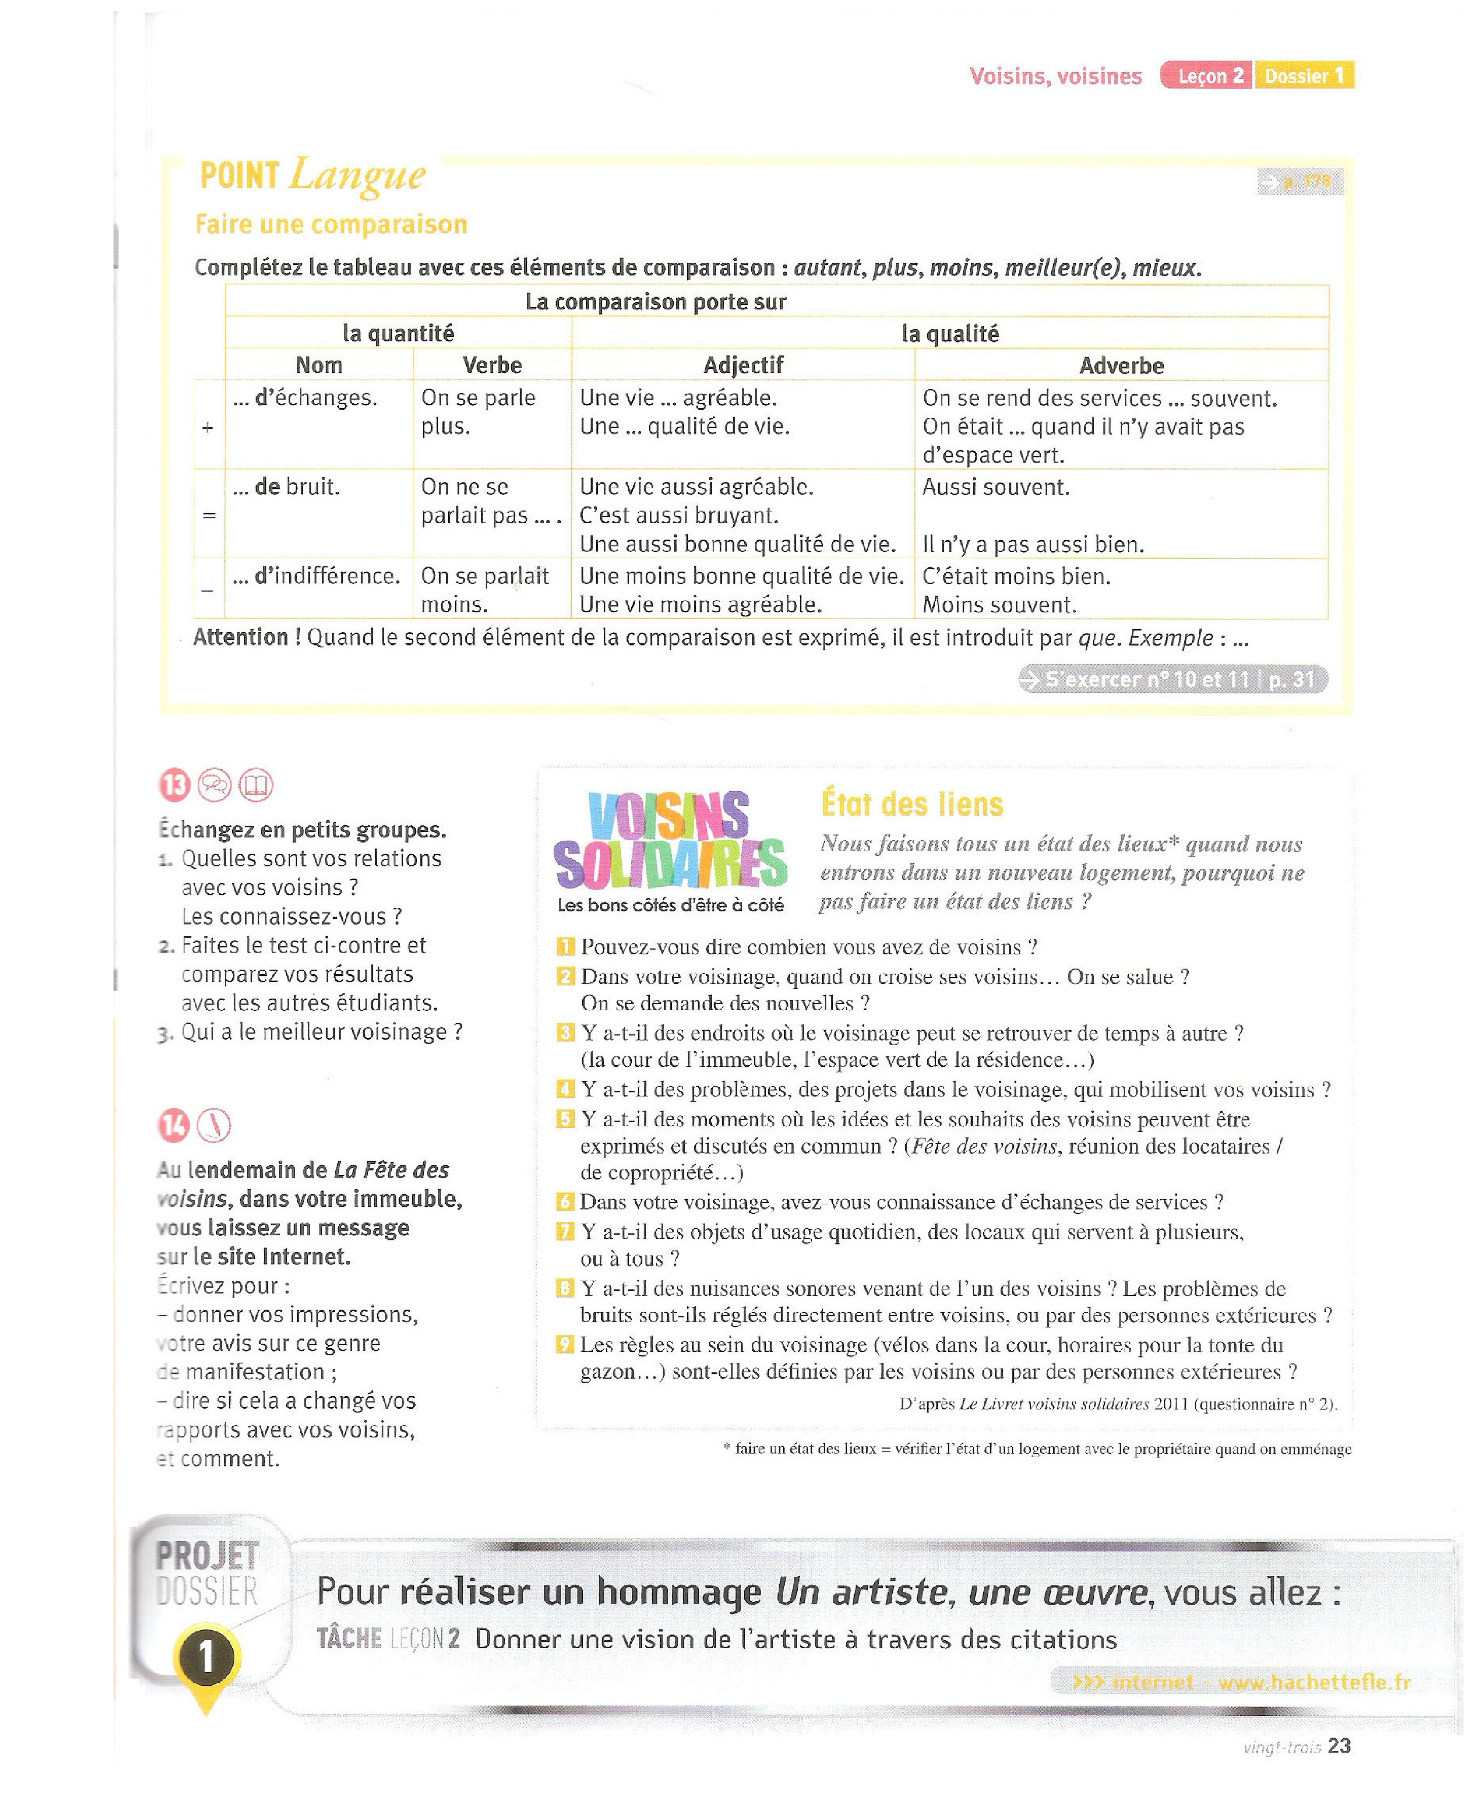 Voisins, voisines Leçon 2 Dossier 1
POINT Langue
→ p. 178
Faire une comparaison
Complétez le tableau avec ces éléments de comparaison : autant, plus, moins, meilleur(e), mieux.
La comparaison porte sur
la quantité la qualité
Nom Verbe Adjectif Adverbe
... d'échanges. On se parle Une vie ... agréable. On se rend des services ... souvent.
+ plus. Une ... qualité de vie. On était ... quand il n'y avait pas
d'espace vert.
... de bruit. On ne se Une vie aussi agréable. Aussi souvent.
= parlait pas ... . C'est aussi bruyant.
Une aussi bonne qualité de vie. Il n'y a pas aussi bien.
... d'indifférence. On se parlait Une moins bonne qualité de vie. C'était moins bien.
– moins. Une vie moins agréable. Moins souvent.
Attention ! Quand le second élément de la comparaison est exprimé, il est introduit par que. Exemple : ...
→ S'exercer n° 10 et 11 | p. 31
13
Échangez en petits groupes.
1. Quelles sont vos relations
avec vos voisins ?
Les connaissez-vous ?
2. Faites le test ci-contre et
comparez vos résultats
avec les autres étudiants.
3. Qui a le meilleur voisinage ?
14
Au lendemain de La Fête des
voisins, dans votre immeuble,
vous laissez un message
sur le site Internet.
Écrivez pour :
– donner vos impressions,
votre avis sur ce genre
de manifestation ;
– dire si cela a changé vos
rapports avec vos voisins,
et comment.
VOISINS
SOLIDAIRES
Les bons côtés d'être à côté
État des liens
Nous faisons tous un état des lieux* quand nous
entrons dans un nouveau logement, pourquoi ne
pas faire un état des liens ?
1 Pouvez-vous dire combien vous avez de voisins ?
2 Dans votre voisinage, quand on croise ses voisins... On se salue ?
On se demande des nouvelles ?
3 Y a-t-il des endroits où le voisinage peut se retrouver de temps à autre ?
(la cour de l'immeuble, l'espace vert de la résidence...)
4 Y a-t-il des problèmes, des projets dans le voisinage, qui mobilisent vos voisins ?
5 Y a-t-il des moments où les idées et les souhaits des voisins peuvent être
exprimés et discutés en commun ? (Fête des voisins, réunion des locataires /
de copropriété...)
6 Dans votre voisinage, avez-vous connaissance d'échanges de services ?
7 Y a-t-il des objets d'usage quotidien, des locaux qui servent à plusieurs,
ou à tous ?
8 Y a-t-il des nuisances sonores venant de l'un des voisins ? Les problèmes de
bruits sont-ils réglés directement entre voisins, ou par des personnes extérieures ?
9 Les règles au sein du voisinage (vélos dans la cour, horaires pour la tonte du
gazon...) sont-elles définies par les voisins ou par des personnes extérieures ?
D'après Le Livret voisins solidaires 2011 (questionnaire n° 2).
* faire un état des lieux = vérifier l'état d'un logement avec le propriétaire quand on emménage
PROJET
DOSSIER
1
Pour réaliser un hommage Un artiste, une œuvre, vous allez :
TÂCHE LEÇON 2 Donner une vision de l'artiste à travers des citations
>>> internet - www.hachettefle.fr
vingt-trois 23